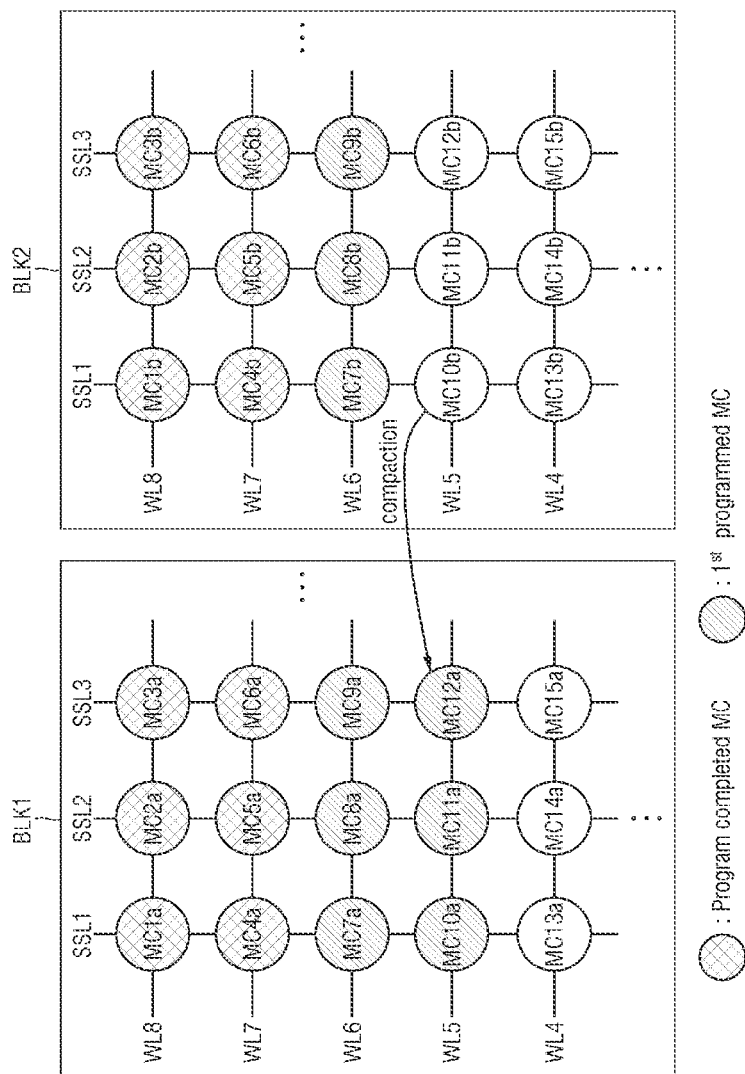 BLK1
SSL1 SSL2 SSL3
WL8 MC1a MC2a MC3a
WL7 MC4a MC5a MC6a
WL6 MC7a MC8a MC9a
WL5 MC10a MC11a MC12a
WL4 MC13a MC14a MC15a
compaction
BLK2
SSL1 SSL2 SSL3
WL8 MC1b MC2b MC3b
WL7 MC4b MC5b MC6b
WL6 MC7b MC8b MC9b
WL5 MC10b MC11b MC12b
WL4 MC13b MC14b MC15b
: Program completed MC
: 1st programmed MC